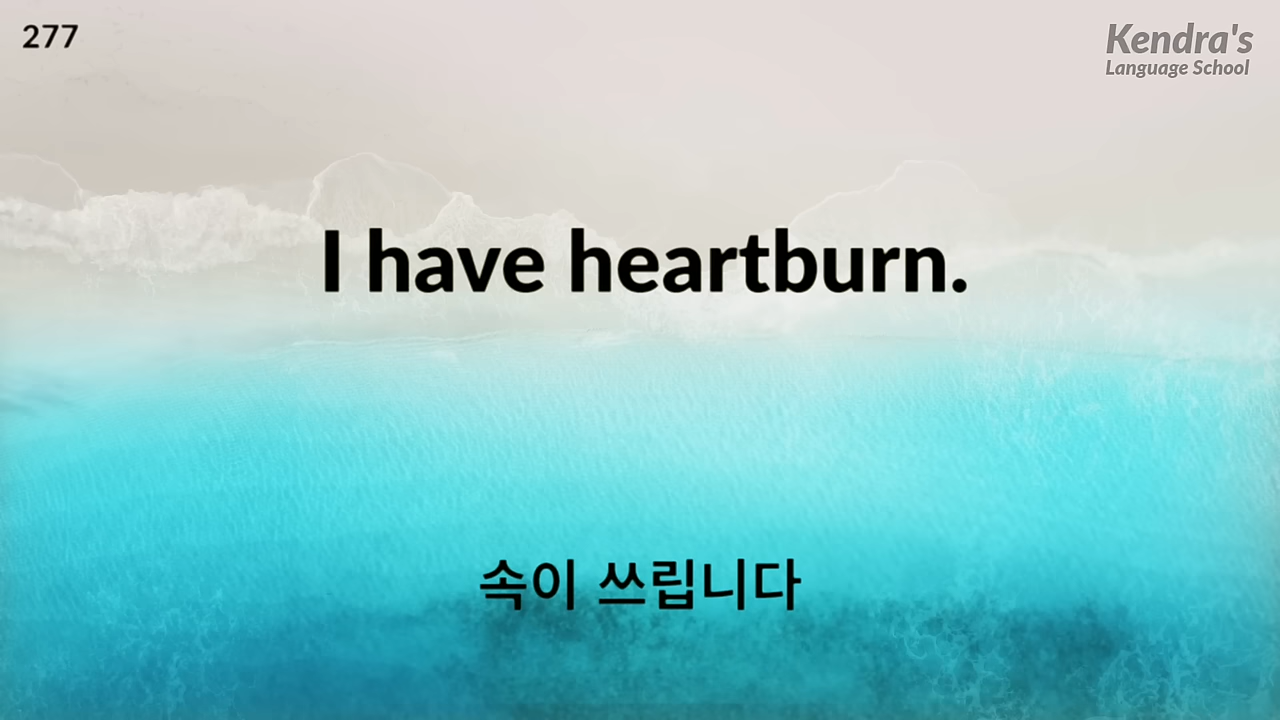 277
Kendra's
Language School
I have heartburn.
속이 쓰립니다